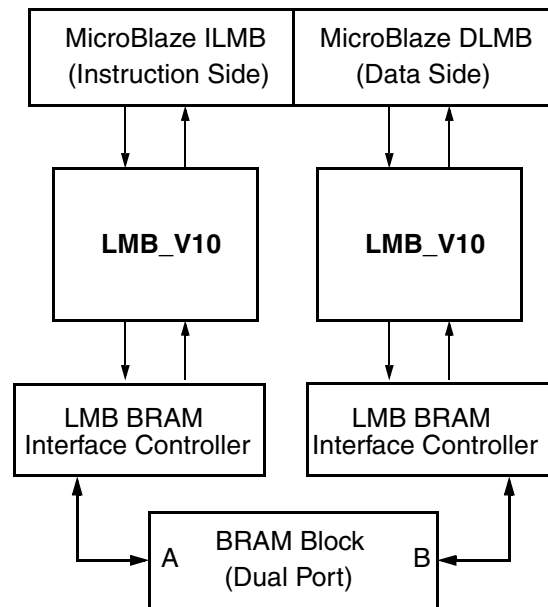 MicroBlaze ILMB
(Instruction Side)
MicroBlaze DLMB
(Data Side)
LMB_V10
LMB_V10
LMB BRAM
Interface Controller
LMB BRAM
Interface Controller
A
BRAM Block
(Dual Port)
B